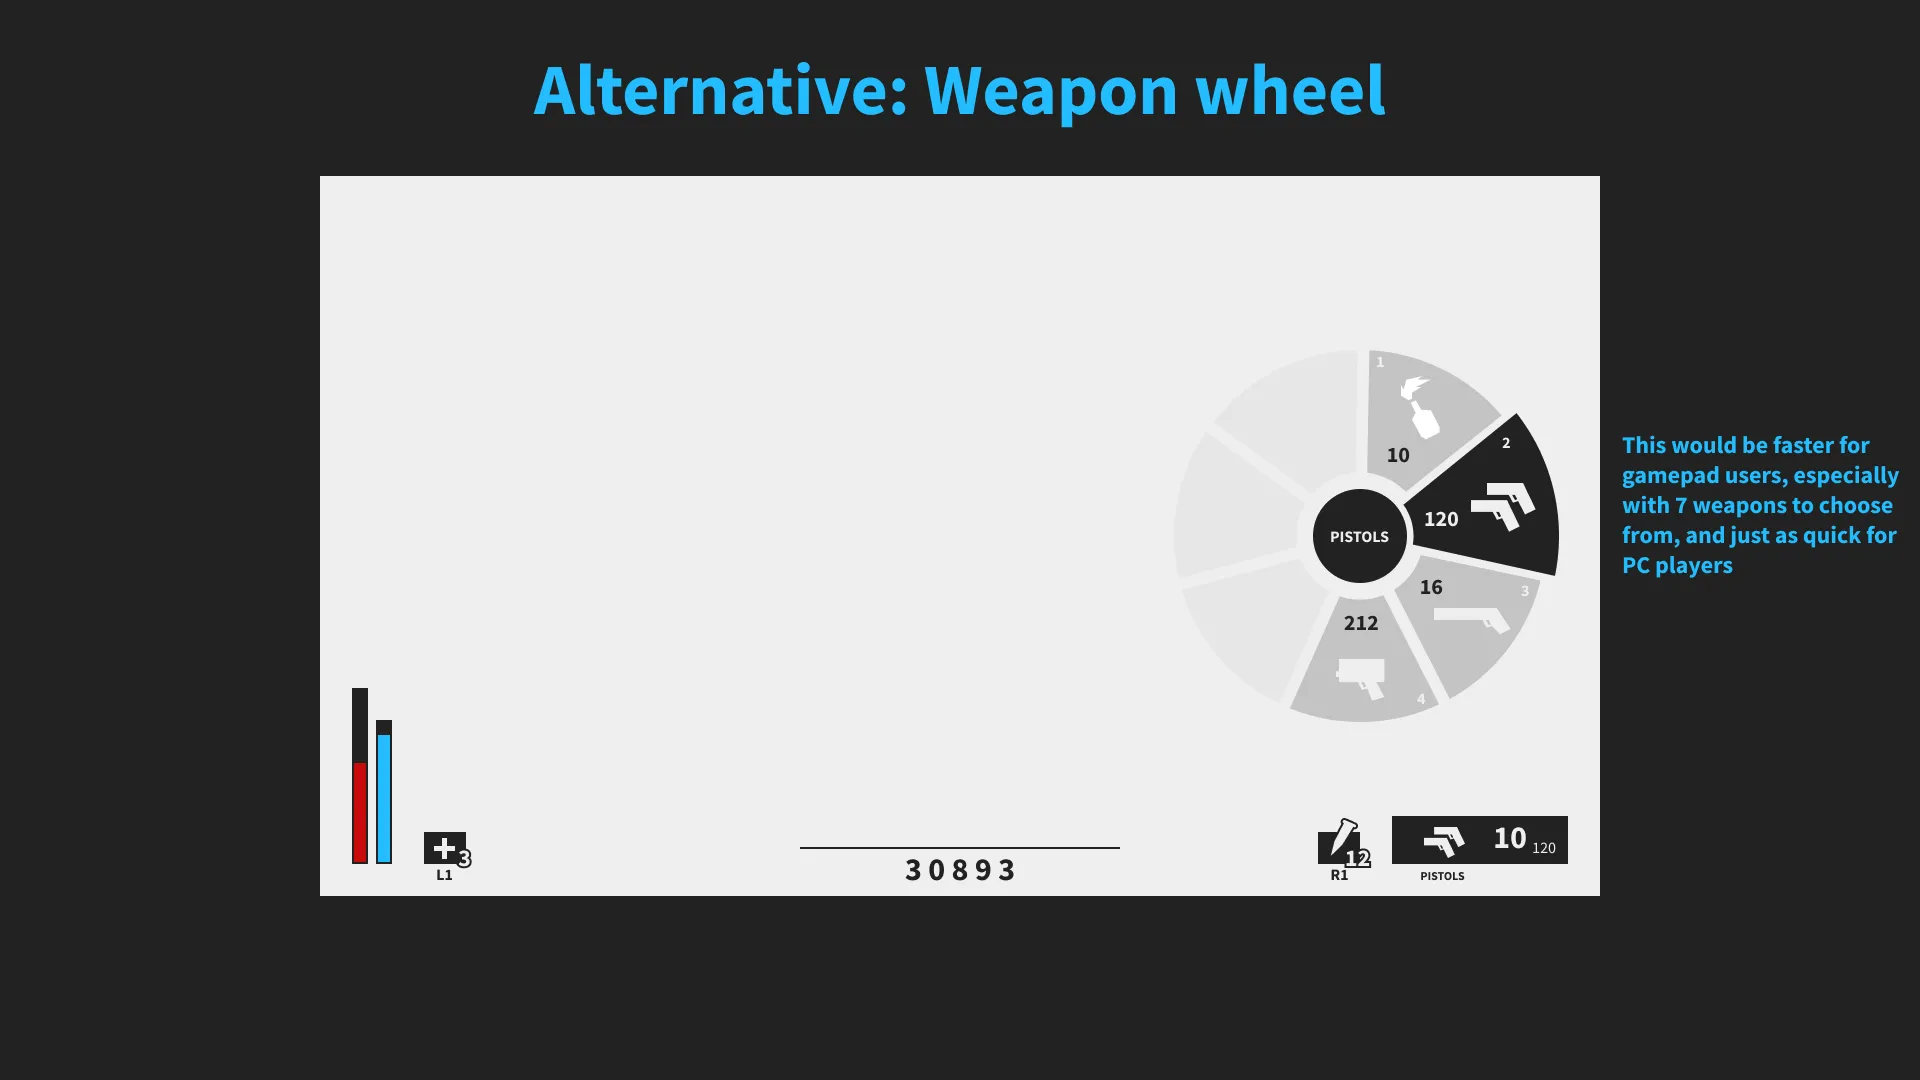 Alternative: Weapon wheel
1
10
2
120
PISTOLS
16
3
212
4
This would be faster for
gamepad users, especially
with 7 weapons to choose
from, and just as quick for
PC players
3
L1
30893
12
R1
10 120
PISTOLS